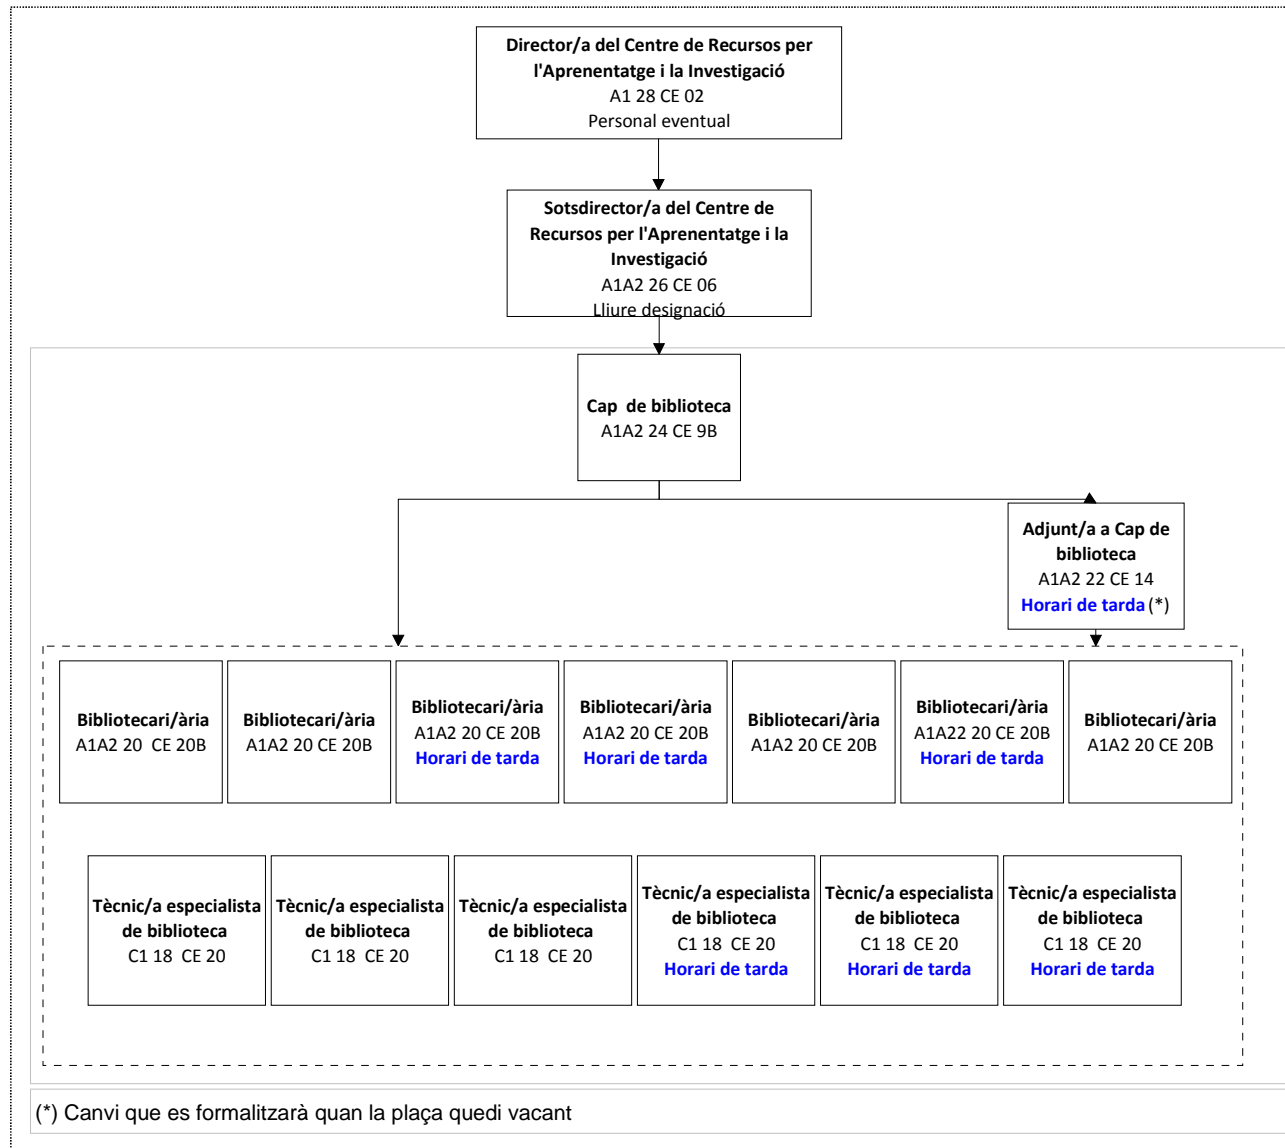 Director/a del Centre de Recursos per
l'Aprenentatge i la Investigació
A1 28 CE 02
Personal eventual
Sotsdirector/a del Centre de
Recursos per l'Aprenentatge i la
Investigació
A1A2 26 CE 06
Lliure designació
Cap de biblioteca
A1A2 24 CE 9B
Adjunt/a a Cap de
biblioteca
A1A2 22 CE 14
Horari de tarda (*)
Bibliotecari/ària
A1A2 20 CE 20B
Bibliotecari/ària
A1A2 20 CE 20B
Bibliotecari/ària
A1A2 20 CE 20B
Horari de tarda
Bibliotecari/ària
A1A2 20 CE 20B
Horari de tarda
Bibliotecari/ària
A1A2 20 CE 20B
Bibliotecari/ària
A1A22 20 CE 20B
Horari de tarda
Bibliotecari/ària
A1A2 20 CE 20B
Tècnic/a especialista
de biblioteca
C1 18 CE 20
Tècnic/a especialista
de biblioteca
C1 18 CE 20
Tècnic/a especialista
de biblioteca
C1 18 CE 20
Tècnic/a especialista
de biblioteca
C1 18 CE 20
Horari de tarda
Tècnic/a especialista
de biblioteca
C1 18 CE 20
Horari de tarda
Tècnic/a especialista
de biblioteca
C1 18 CE 20
Horari de tarda
(*) Canvi que es formalitzarà quan la plaça quedi vacant